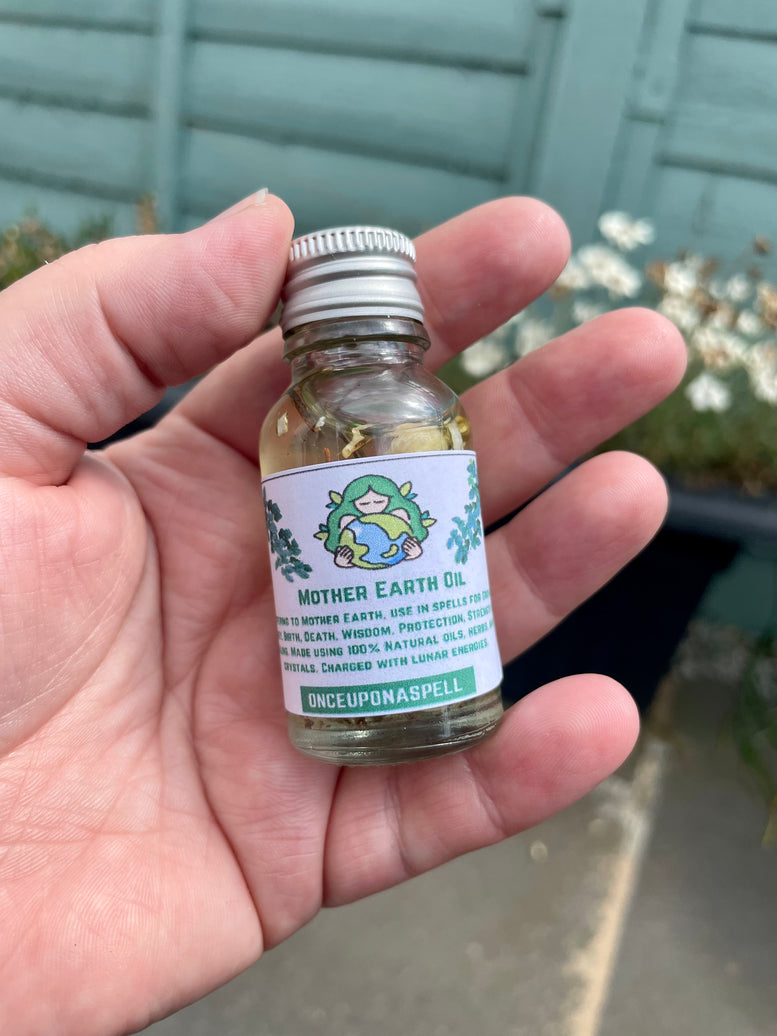 Mother Earth Oil
to Mother Earth. Use in spells for
Birth, Death, Wisdom, Protection,
Made using 100% Natural oils, herbs,
crystals. Charged with lunar energies.
ONCEUPONASPELL